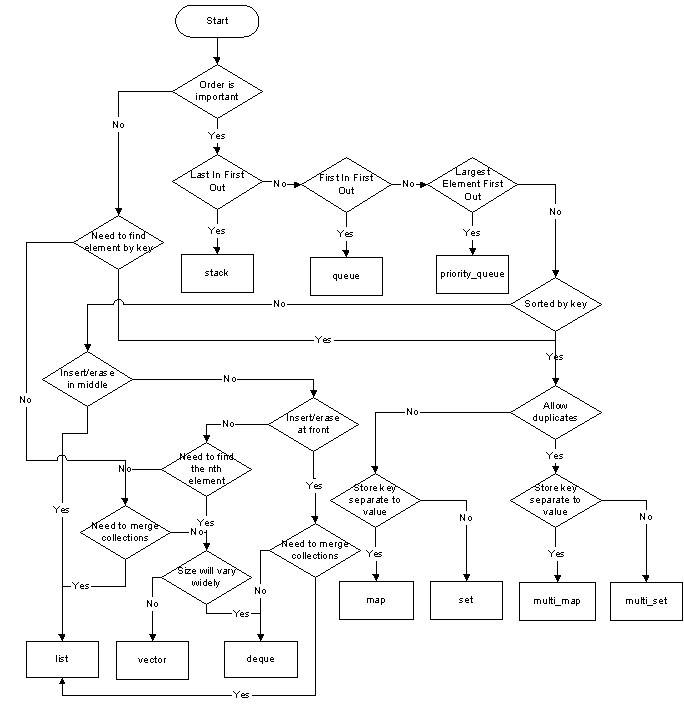 Start
Order is
important
No
Yes
Last In First
Out
No
First In First
Out
No
Largest
Element First
Out
No
Yes
Yes
Yes
stack
queue
priority_queue
Need to find
element by key
No
Sorted by key
Yes
Yes
Insert/erase
in middle
No
No
Insert/erase
at front
No
Allow
duplicates
No
Yes
Need to find
the nth
element
No
Yes
Yes
Store key
separate to
value
No
Yes
Store key
separate to
value
No
Yes
Yes
Need to merge
collections
No
Yes
Need to merge
collections
No
Size will vary
widely
No
Yes
map
set
multi_map
multi_set
list
vector
deque
Yes